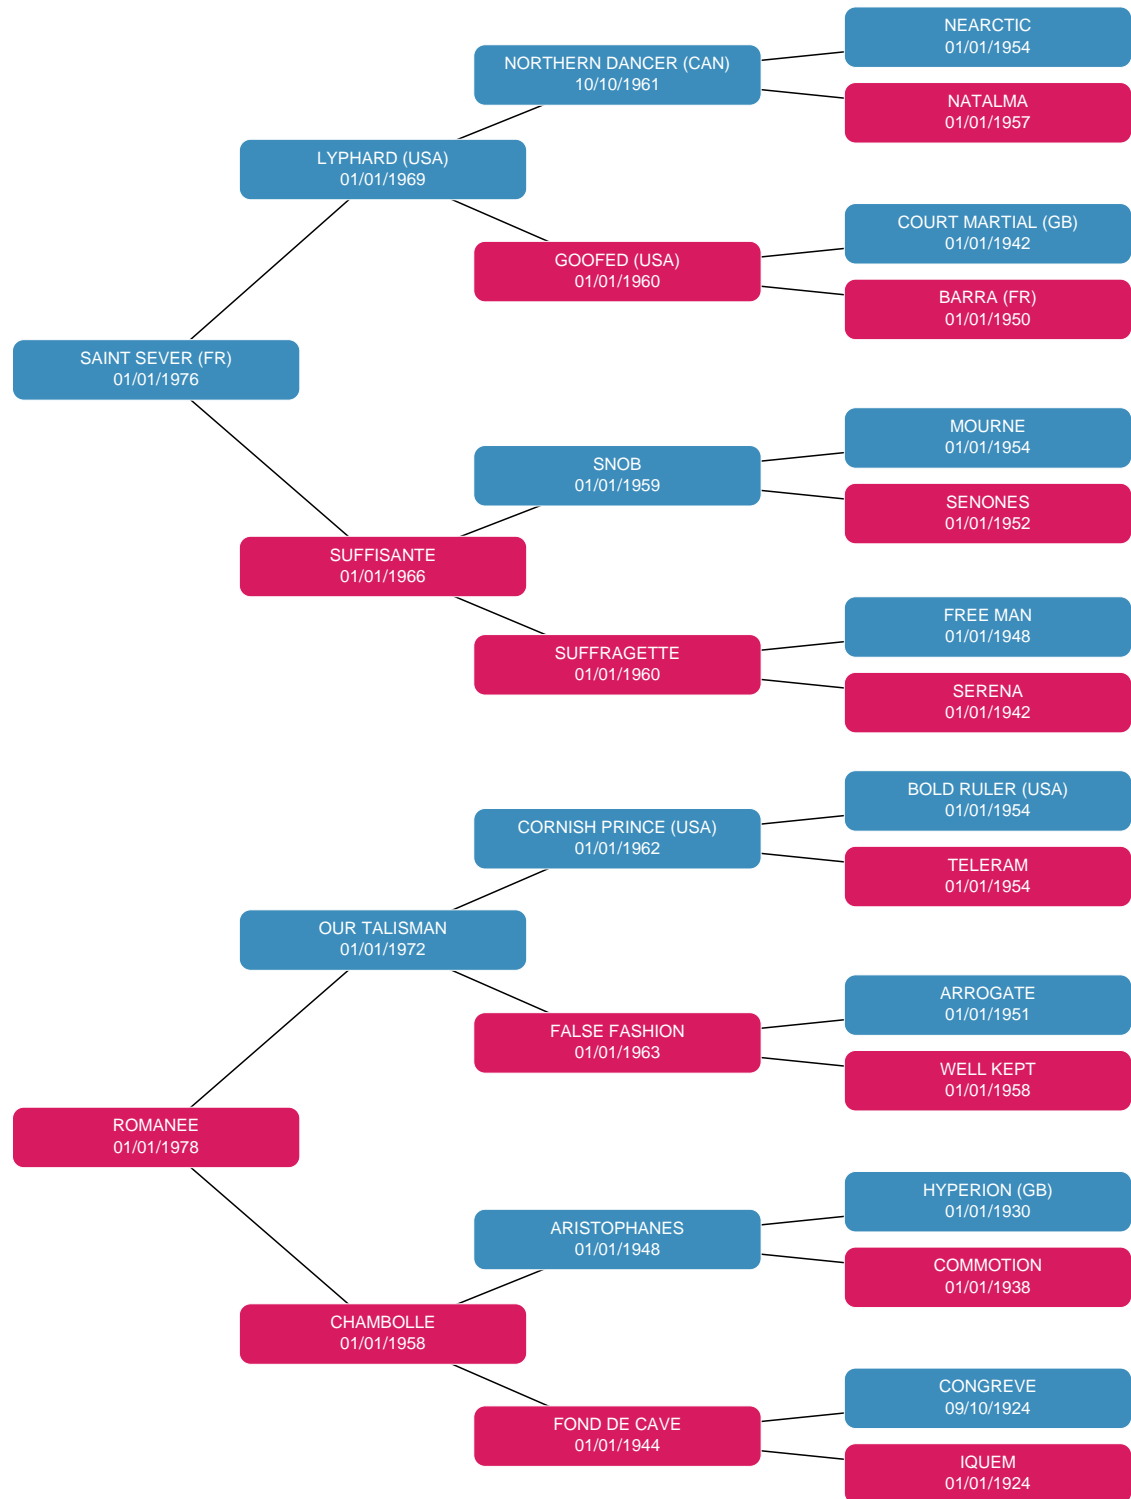 NEARCTIC
01/01/1954
NORTHERN DANCER (CAN)
10/10/1961
NATALMA
01/01/1957
LYPHARD (USA)
01/01/1969
COURT MARTIAL (GB)
01/01/1942
GOOFED (USA)
01/01/1960
BARRA (FR)
01/01/1950
SAINT SEVER (FR)
01/01/1976
MOURNE
01/01/1954
SNOB
01/01/1959
SENONES
01/01/1952
SUFFISANTE
01/01/1966
FREE MAN
01/01/1948
SUFFRAGETTE
01/01/1960
SERENA
01/01/1942
BOLD RULER (USA)
01/01/1954
CORNISH PRINCE (USA)
01/01/1962
TELERAM
01/01/1954
OUR TALISMAN
01/01/1972
ARROGATE
01/01/1951
FALSE FASHION
01/01/1963
WELL KEPT
01/01/1958
ROMANEE
01/01/1978
HYPERION (GB)
01/01/1930
ARISTOPHANES
01/01/1948
COMMOTION
01/01/1938
CHAMBOLLE
01/01/1958
CONGREVE
09/10/1924
FOND DE CAVE
01/01/1944
IQUEM
01/01/1924